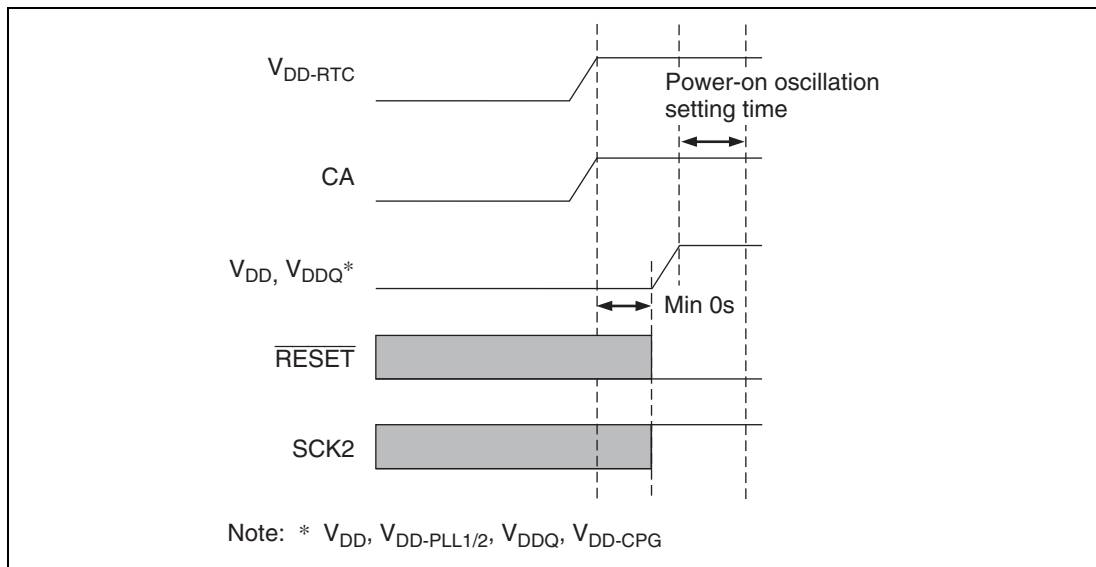 VDD-RTC
Power-on oscillation
setting time
CA
VDD, VDDQ*
Min 0s
RESET
SCK2
Note: * VDD, VDD-PLL1/2, VDDQ, VDD-CPG